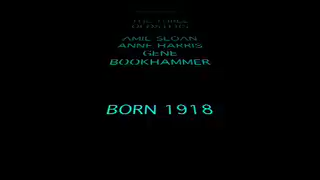 AMIL SLOAN
ANNE HARRIS
GENE
BOOKHAMMER
BORN 1918